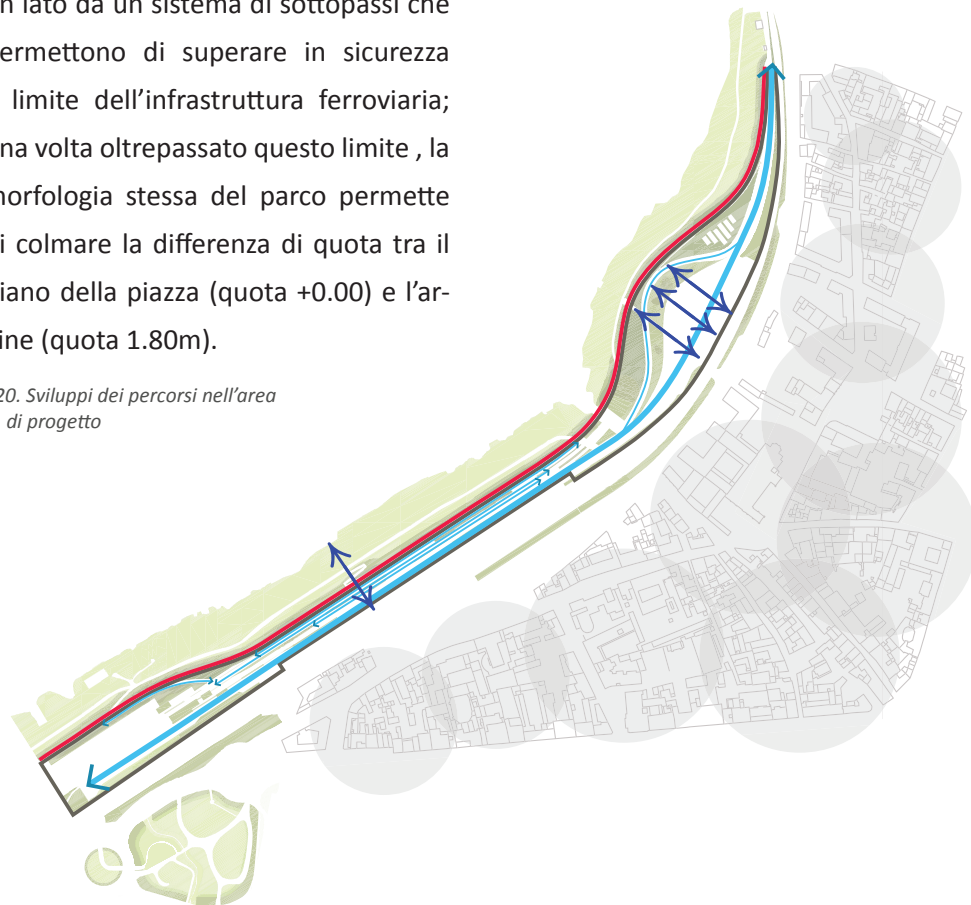 n lato da un sistema di sottopassi che
ermettono di superare in sicurezza
limite dell'infrastruttura ferroviaria;
na volta oltrepassato questo limite , la
orfologia stessa del parco permette
i colmare la differenza di quota tra il
iano della piazza (quota +0.00) e l'ar-
ine (quota 1.80m).
20. Sviluppi dei percorsi nell'area
di progetto